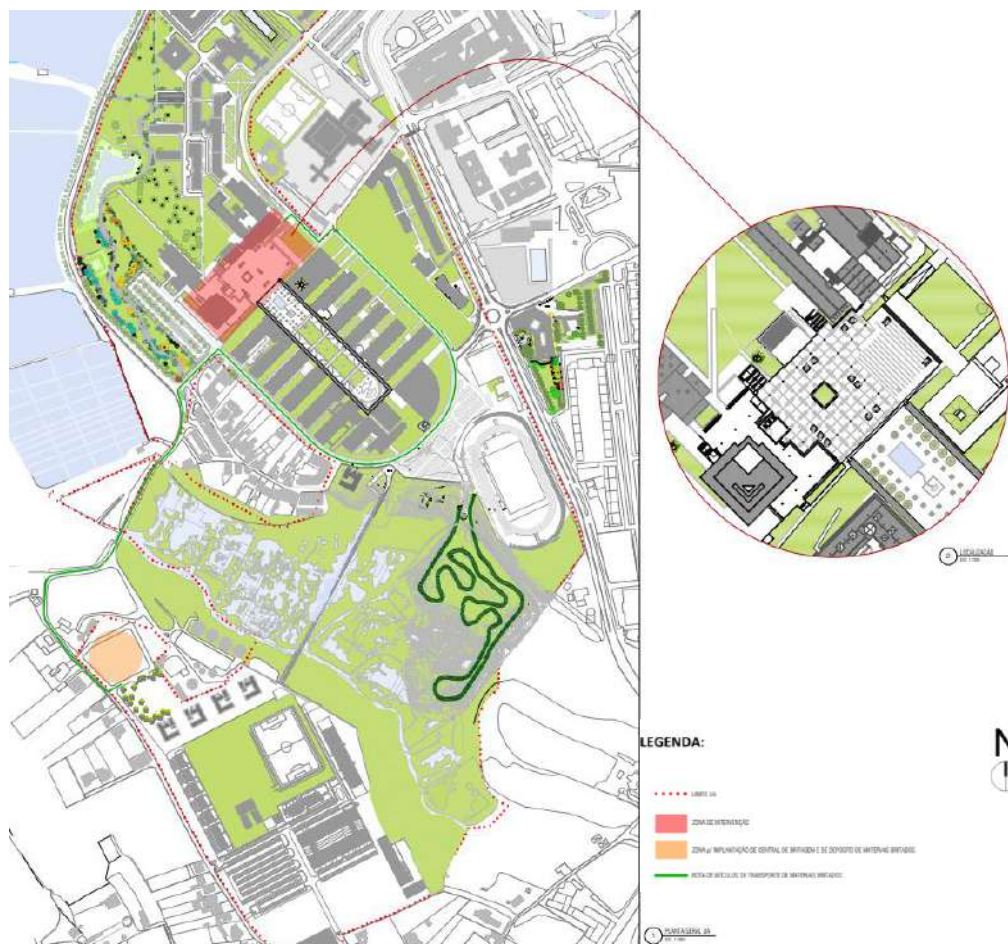 LOCALIZAÇÃO
LEGENDA:
N
LIMITE UA
ZONA DE INTERVENÇÃO
ZONA p/ IMPLANTAÇÃO DE CENTRAL DE BRITAGEM E DE DEPÓSITO DE MATERIAIS BRITADOS
ROTA DE VEÍCULOS DE TRANSPORTE DE MATERIAIS BRITADOS
PLANTA GERAL UA